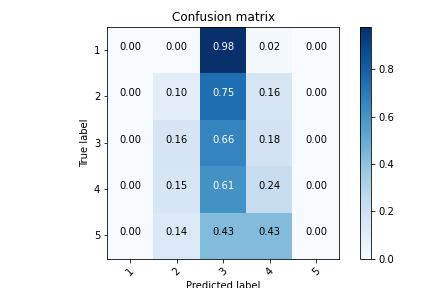 Confusion matrix
1 0.00 0.00 0.98 0.02 0.00
2 0.00 0.10 0.75 0.16 0.00
3 0.00 0.16 0.66 0.18 0.00
4 0.00 0.15 0.61 0.24 0.00
5 0.00 0.14 0.43 0.43 0.00
1 2 3 4 5
True label
Predicted label
0.8
0.6
0.4
0.2
0.0